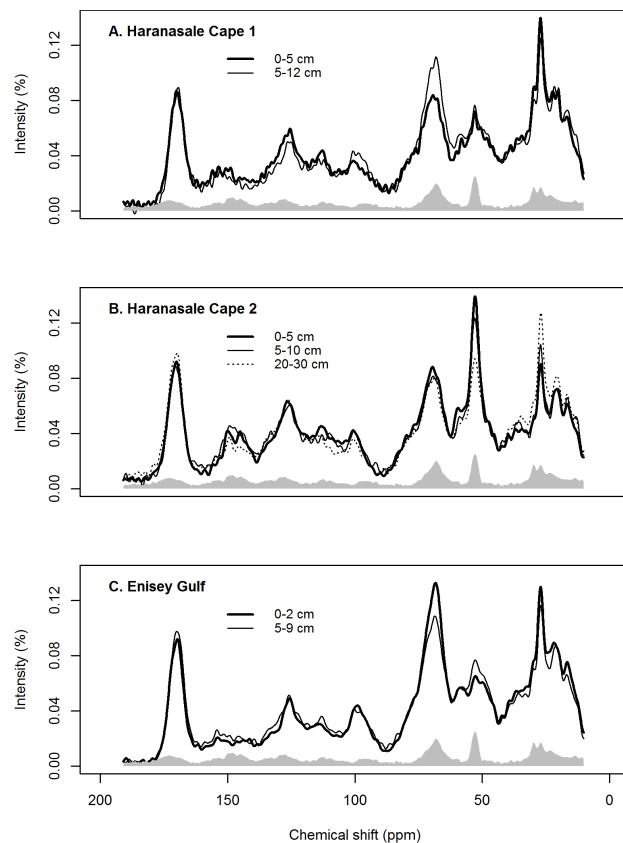 A. Haranasale Cape 1
0-5 cm
5-12 cm
Intensity (%)
0.12
0.08
0.04
0.00
B. Haranasale Cape 2
0-5 cm
5-10 cm
20-30 cm
Intensity (%)
0.12
0.08
0.04
0.00
C. Enisey Gulf
0-2 cm
5-9 cm
Intensity (%)
0.12
0.08
0.04
0.00
200 150 100 50 0
Chemical shift (ppm)